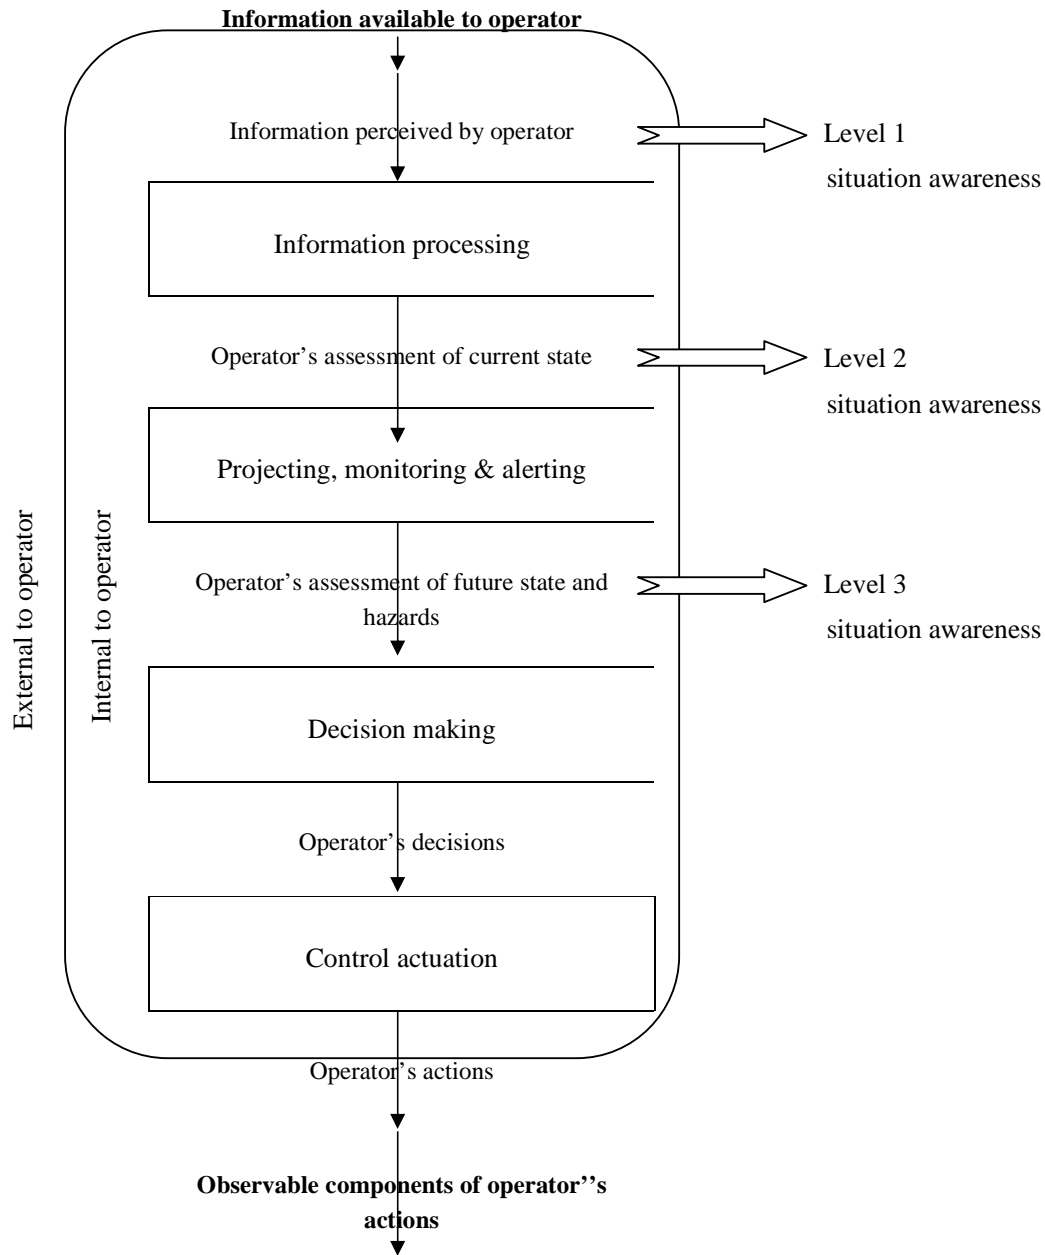 Information available to operator
Information perceived by operator
Level 1
situation awareness
Information processing
Operator’s assessment of current state
Level 2
situation awareness
Projecting, monitoring & alerting
External to operator
Internal to operator
Operator’s assessment of future state and
hazards
Level 3
situation awareness
Decision making
Operator’s decisions
Control actuation
Operator’s actions
Observable components of operator’’s
actions